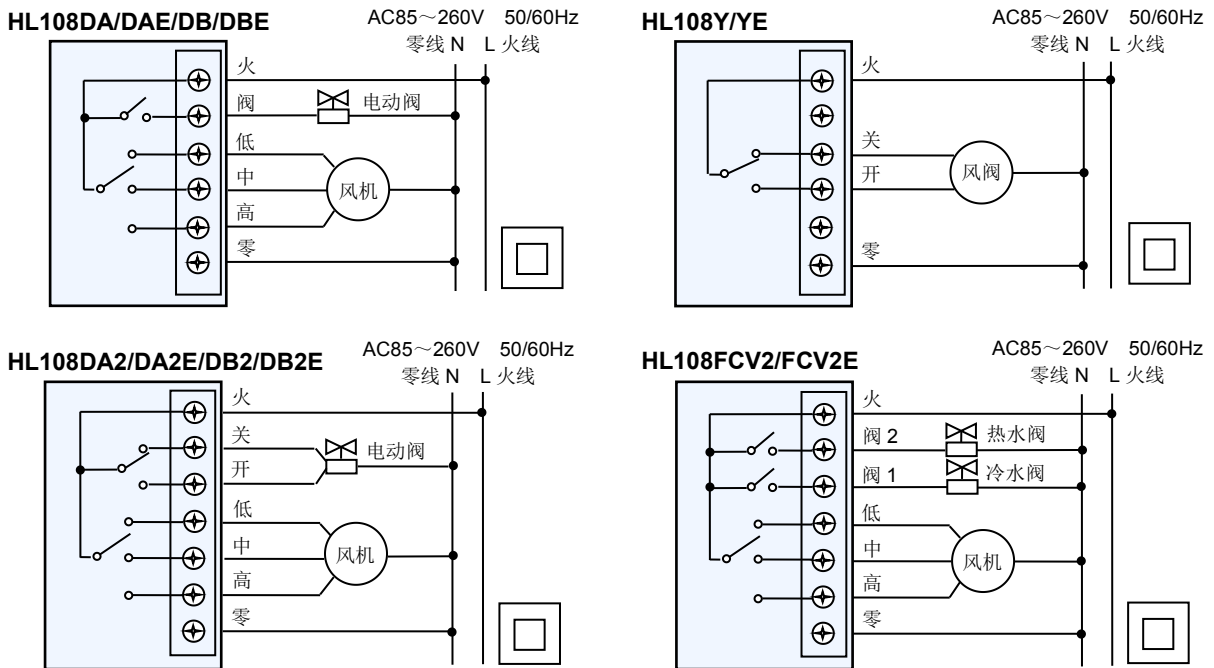 HL108DA/DAE/DB/DBE
AC85～260V 50/60Hz
零线 N L 火线
火
阀
电动阀
低
中
风机
高
零
HL108Y/YE
AC85～260V 50/60Hz
零线 N L 火线
火
关
开
风阀
零
HL108DA2/DA2E/DB2/DB2E
AC85～260V 50/60Hz
零线 N L 火线
火
关
电动阀
开
低
中
风机
高
零
HL108FCV2/FCV2E
AC85～260V 50/60Hz
零线 N L 火线
火
阀 2 热水阀
阀 1 冷水阀
低
中
风机
高
零